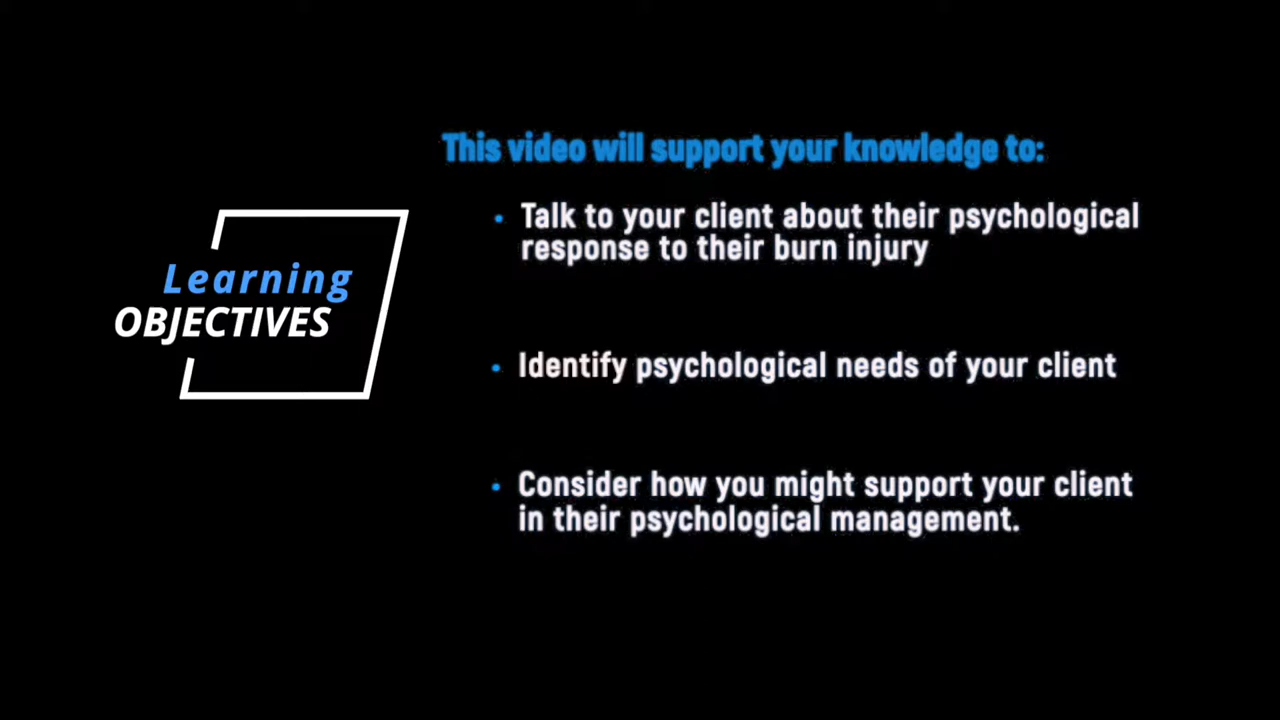 Learning
OBJECTIVES
This video will support your knowledge to:
• Talk to your client about their psychological
response to their burn injury
• Identify psychological needs of your client
• Consider how you might support your client
in their psychological management.